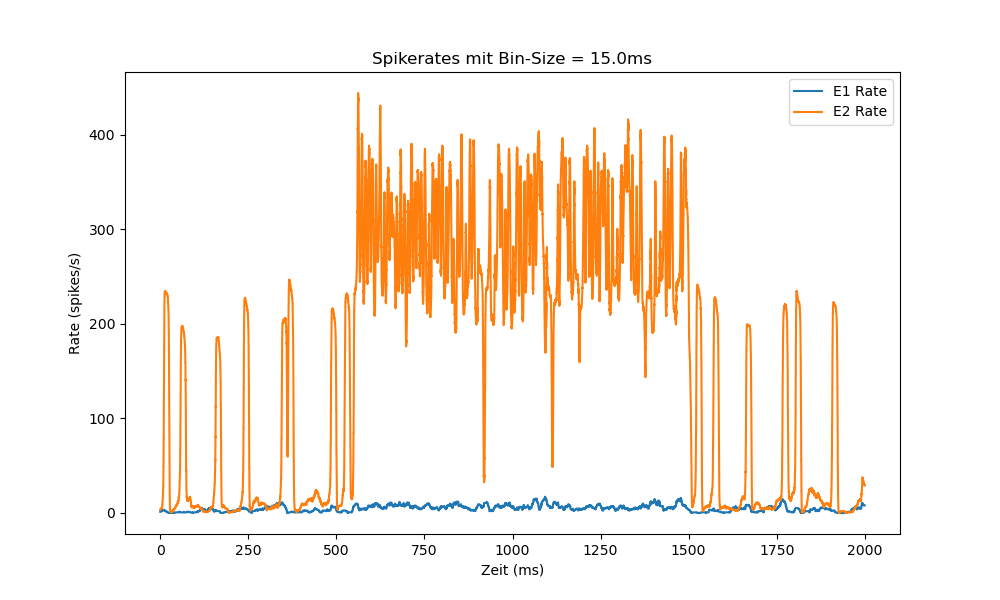 Spikerates mit Bin-Size = 15.0ms
E1 Rate
E2 Rate
Rate (spikes/s)
400
300
200
100
0
0 250 500 750 1000 1250 1500 1750 2000
Zeit (ms)